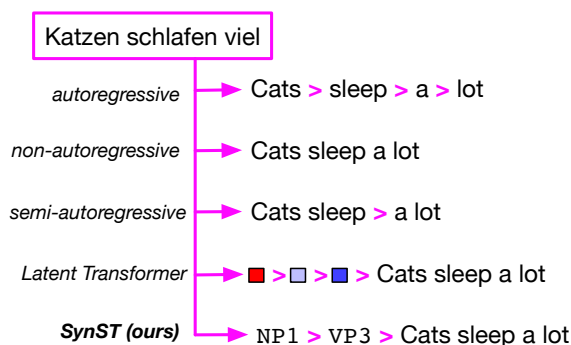 Katzen schlafen viel
autoregressive Cats > sleep > a > lot
non-autoregressive Cats sleep a lot
semi-autoregressive Cats sleep > a lot
Latent Transformer > > > Cats sleep a lot
SynST (ours) NP1 > VP3 > Cats sleep a lot